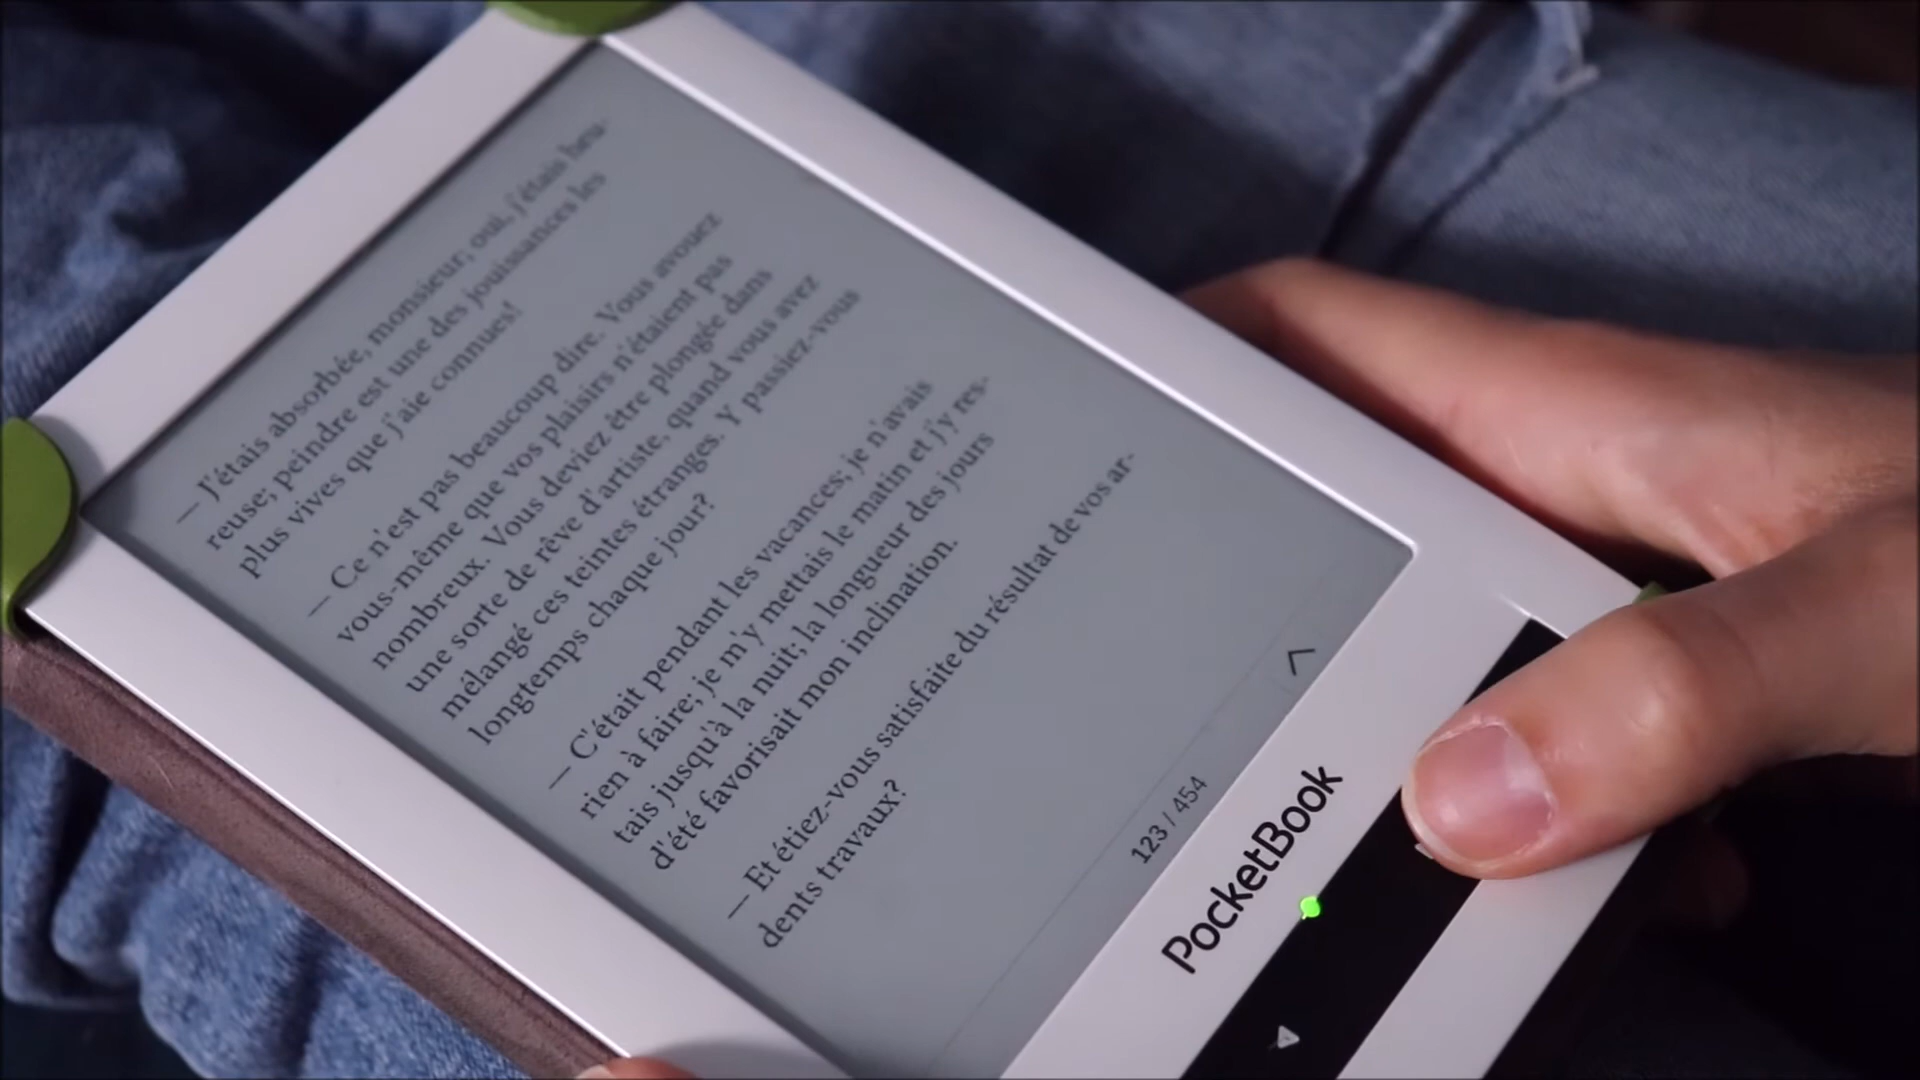 — J'étais absorbée, monsieur, oui, j'étais heu-
reuse; peindre est une des jouissances les
plus vives que j'aie connues!
— Ce n'est pas beaucoup dire. Vous avouez
vous-même que vos plaisirs n'étaient pas
nombreux. Vous deviez être plongée dans
une sorte de rêve d'artiste, quand vous avez
mélangé ces teintes étranges. Y passiez-vous
longtemps chaque jour?
— C'était pendant les vacances; je n'avais
rien à faire; je m'y mettais le matin et j'y res-
tais jusqu'à la nuit; la longueur des jours
d'été favorisait mon inclination.
— Et étiez-vous satisfaite du résultat de vos ar-
dents travaux?
123 / 454
PocketBook